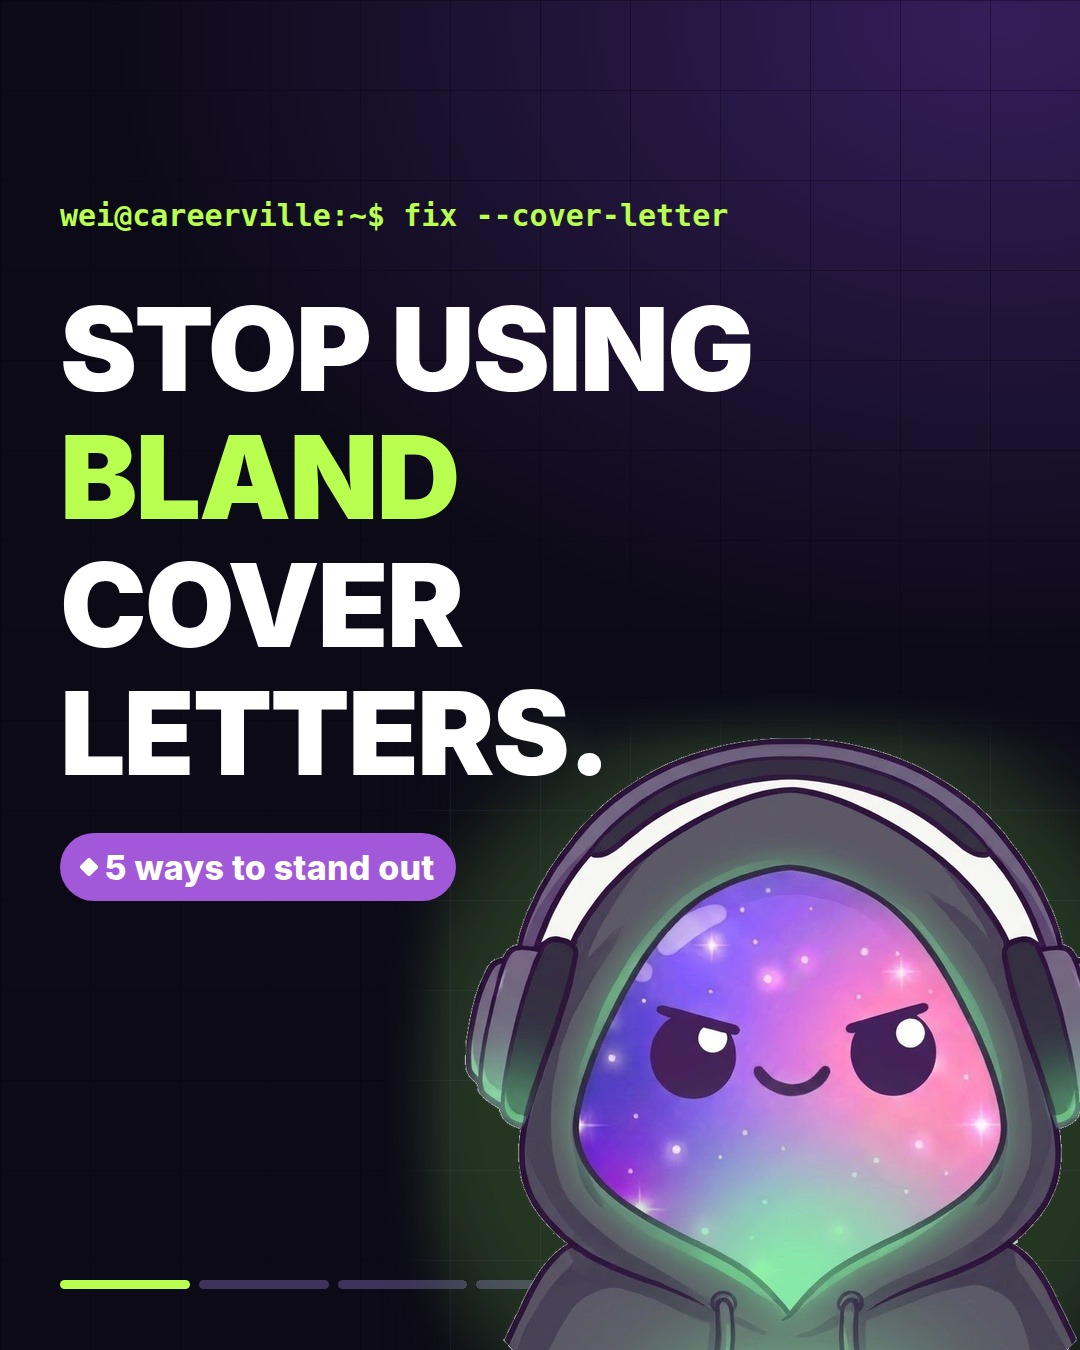 wei@careerville:~$ fix --cover-letter
STOP USING
BLAND
COVER
LETTERS.
5 ways to stand out